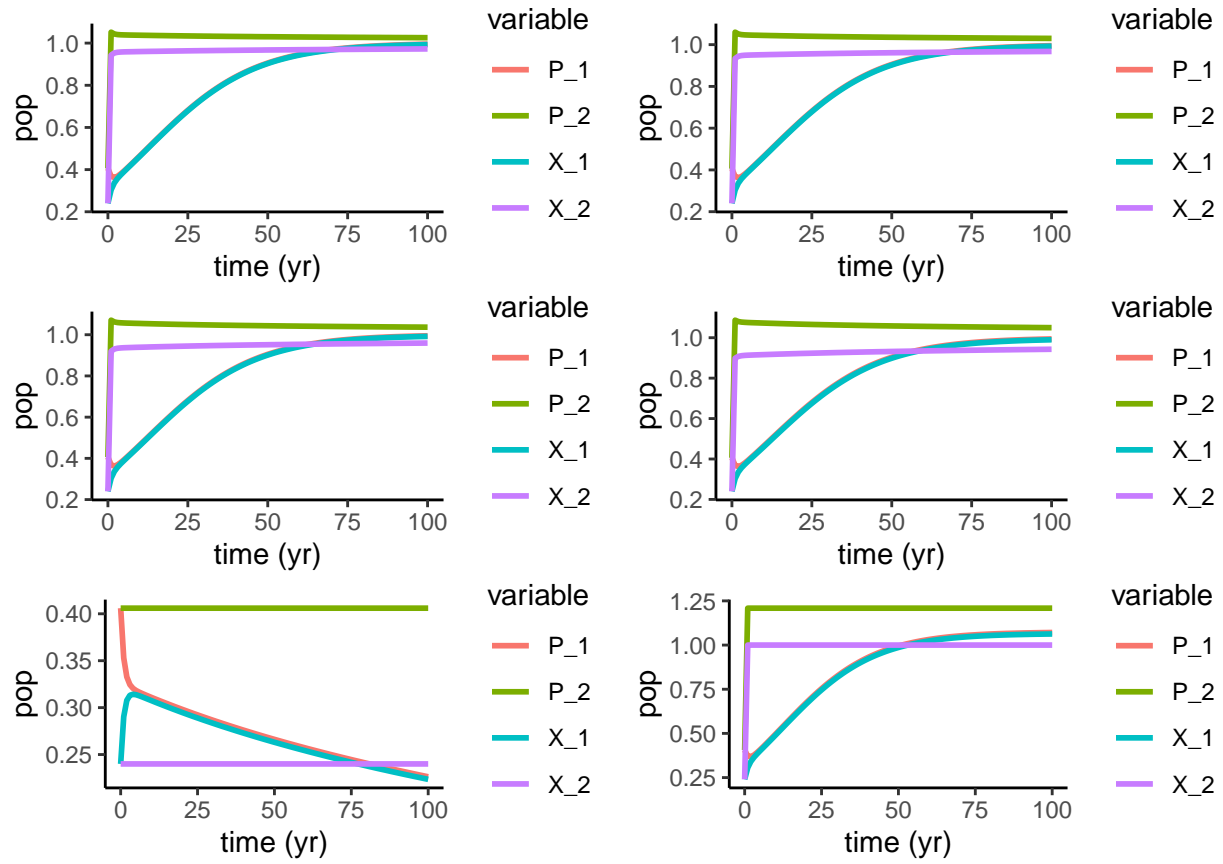 variable
P_1
P_2
X_1
X_2
pop
1.0
0.8
0.6
0.4
0.2
0 25 50 75 100
time (yr)
variable
P_1
P_2
X_1
X_2
pop
1.0
0.8
0.6
0.4
0.2
0 25 50 75 100
time (yr)
variable
P_1
P_2
X_1
X_2
pop
1.0
0.8
0.6
0.4
0.2
0 25 50 75 100
time (yr)
variable
P_1
P_2
X_1
X_2
pop
1.0
0.8
0.6
0.4
0.2
0 25 50 75 100
time (yr)
variable
P_1
P_2
X_1
X_2
pop
0.40
0.35
0.30
0.25
0 25 50 75 100
time (yr)
variable
P_1
P_2
X_1
X_2
pop
1.25
1.00
0.75
0.50
0.25
0 25 50 75 100
time (yr)